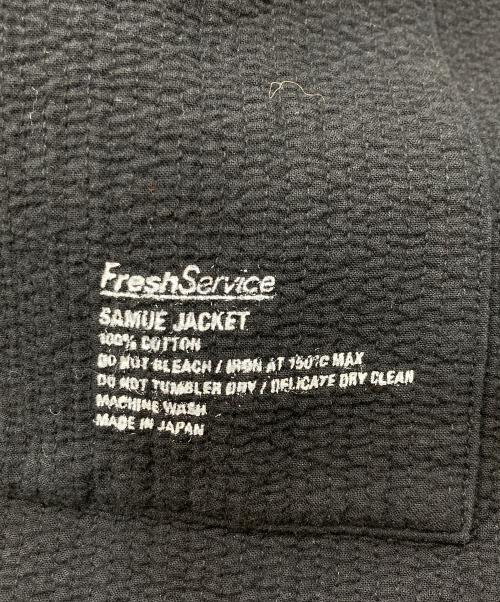 FreshService
SAMUE JACKET
100% COTTON
DO NOT BLEACH / IRON AT 150°C MAX
DO NOT TUMBLER DRY / DELICATE DRY CLEAN
MACHINE WASH
MADE IN JAPAN